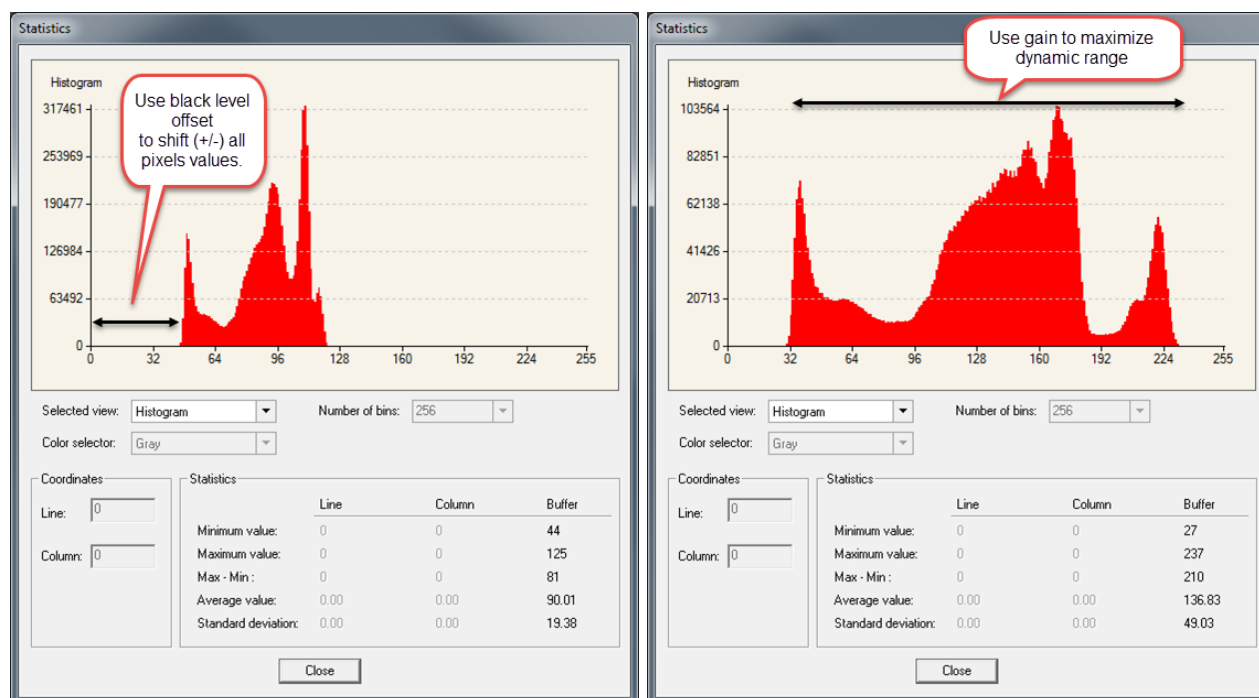 Statistics
Histogram
317461
253969
190477
126984
63492
0
0 32 64 96 128 160 192 224 255
Use black level
offset
to shift (+/-) all
pixels values.
Selected view: Histogram Number of bins: 256
Color selector: Gray
Coordinates
Line: 0
Column: 0
Statistics
Line Column Buffer
Minimum value: 0 0 44
Maximum value: 0 0 125
Max - Min : 0 0 81
Average value: 0.00 0.00 90.01
Standard deviation: 0.00 0.00 19.38
Close
Statistics
Use gain to maximize
dynamic range
Histogram
103564
82851
62138
41426
20713
0
0 32 64 96 128 160 192 224 255
Selected view: Histogram Number of bins: 256
Color selector: Gray
Coordinates
Line: 0
Column: 0
Statistics
Line Column Buffer
Minimum value: 0 0 27
Maximum value: 0 0 237
Max - Min : 0 0 210
Average value: 0.00 0.00 136.83
Standard deviation: 0.00 0.00 49.03
Close